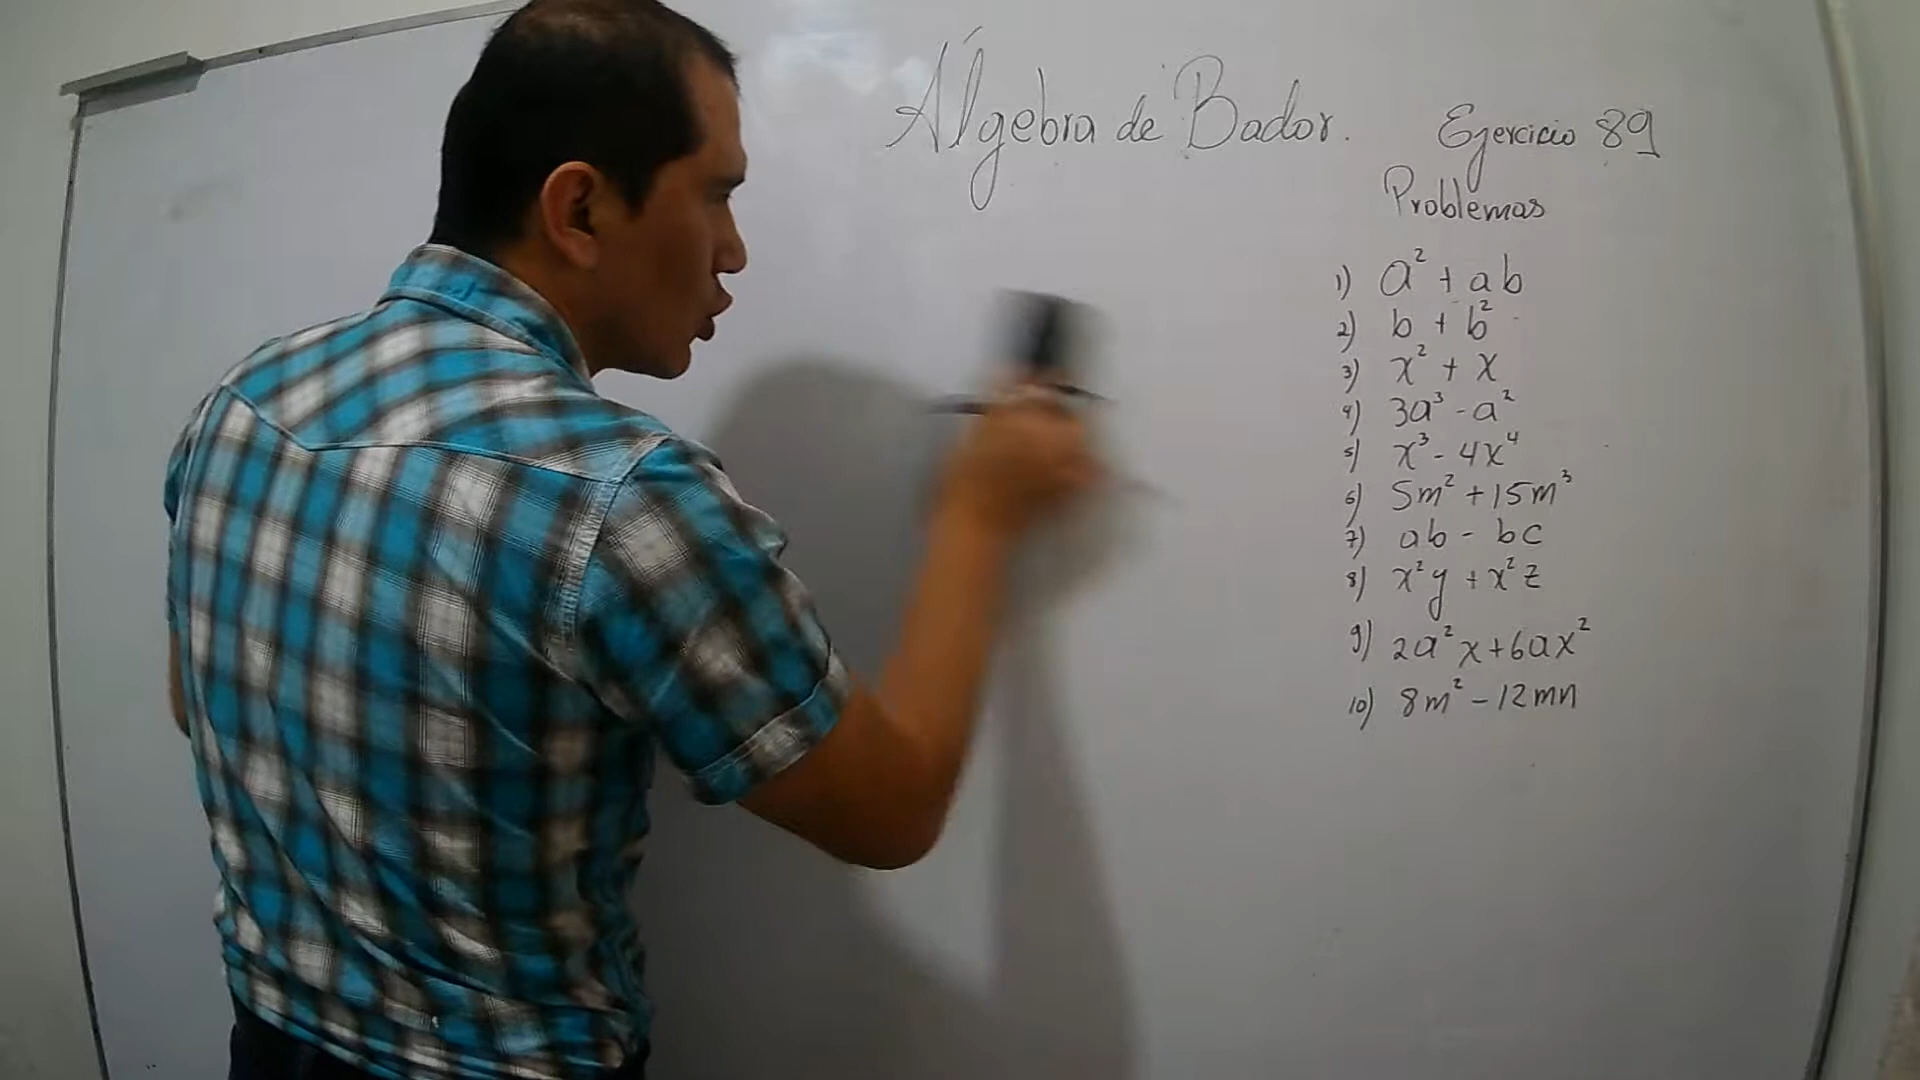 Álgebra de Bador. Ejercicio 89
Problemas
1) a² + ab
2) b + b²
3) x² + x
4) 3a³ - a²
5) x³ - 4x⁴
6) 5m² + 15m³
7) ab - bc
8) x²y + x²z
9) 2a²x + 6ax²
10) 8m² - 12mn